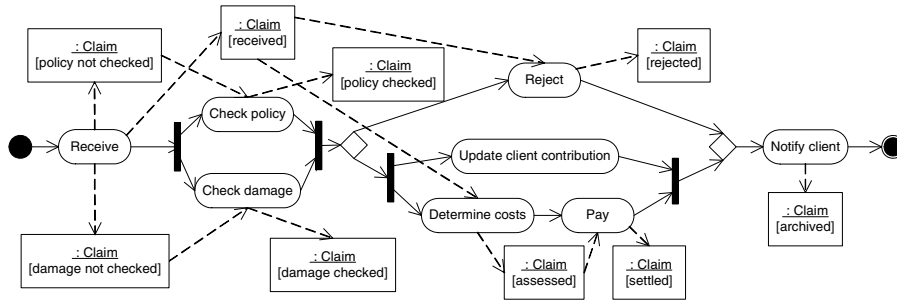 : Claim
[received]
: Claim
[policy not checked]
: Claim
[policy checked]
: Claim
[rejected]
Reject
Check policy
Receive
Update client contribution
Notify client
Check damage
Determine costs
Pay
: Claim
[archived]
: Claim
[damage not checked]
: Claim
[damage checked]
: Claim
[assessed]
: Claim
[settled]